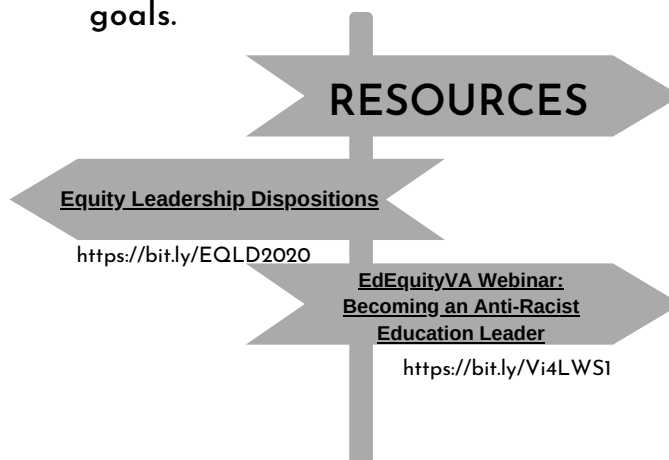 goals.
RESOURCES
Equity Leadership Dispositions
https://bit.ly/EQLD2020
EdEquityVA Webinar:
Becoming an Anti-Racist
Education Leader
https://bit.ly/Vi4LWS1